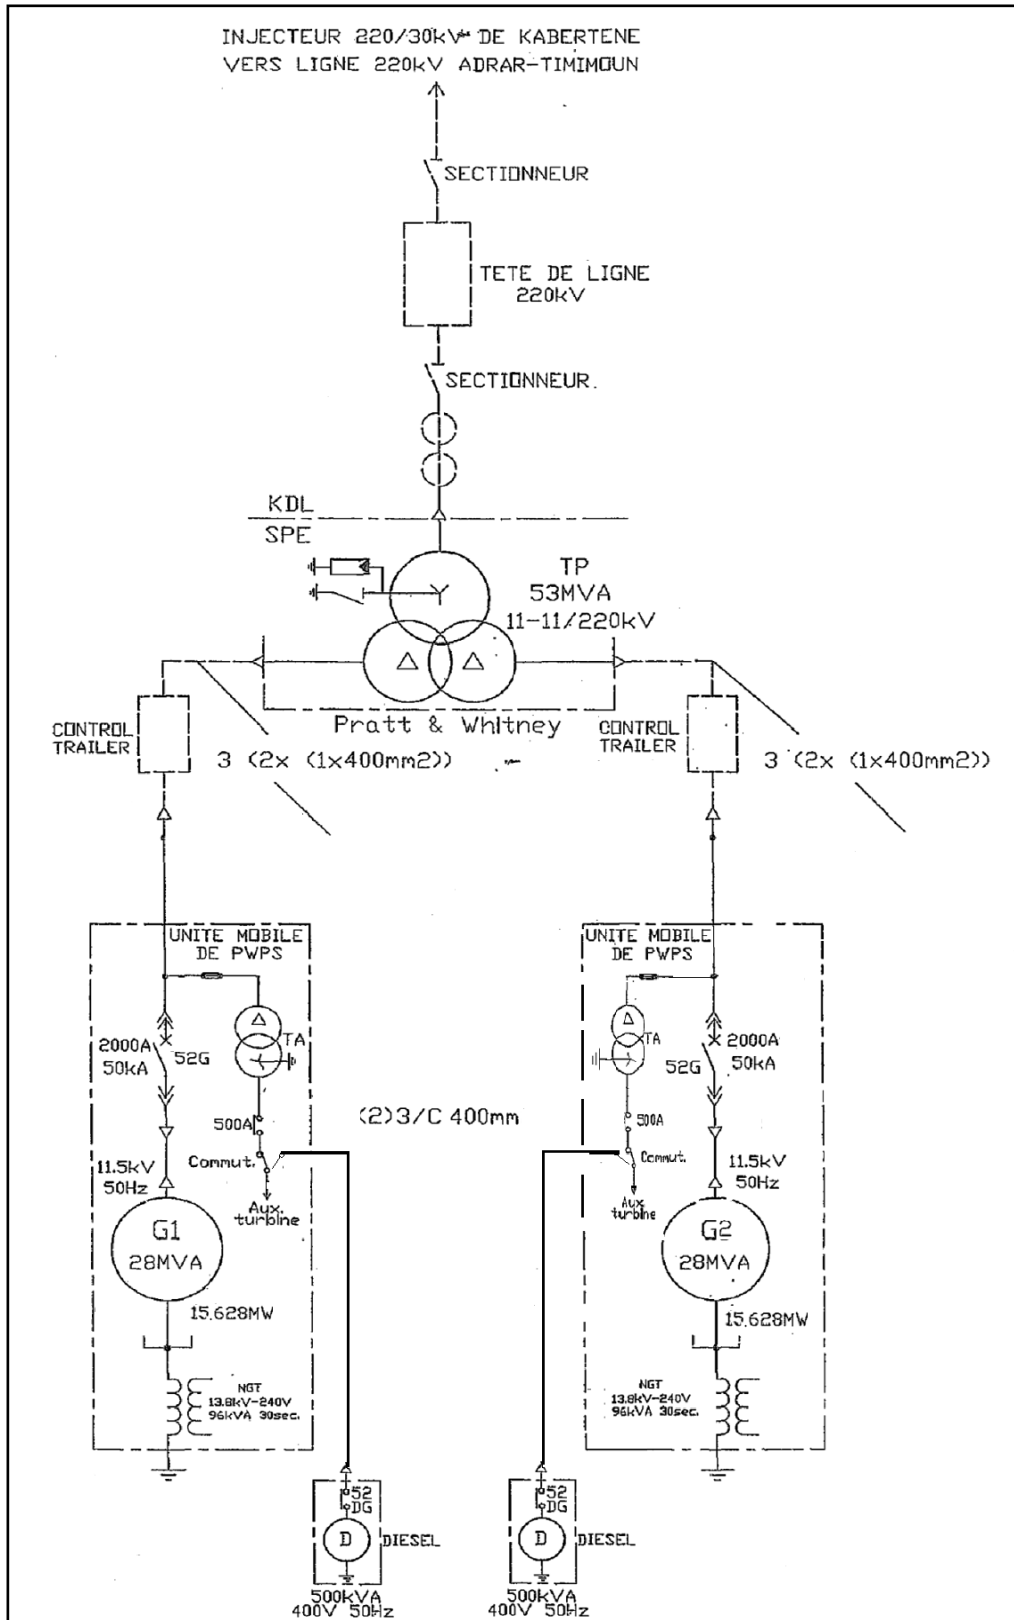 INJECTEUR 220/30kV DE KABERTENE
VERS LIGNE 220kV ADRAR-TIMIMOUN
SECTIONNEUR
TETE DE LIGNE
220kV
SECTIONNEUR.
KDL
SPE
TP
53MVA
11-11/220kV
Pratt & Whitney
CONTROL
TRAILER
3 (2x (1x400mm2))
CONTROL
TRAILER
3 (2x (1x400mm2))
UNITE MOBILE
DE PWPS
TA
2000A
50kA
52G
500A
Commut.
11.5kV
50Hz
Aux.
turbine
G1
28MVA
15.628MW
NGT
13.8kV-240V
96kVA 30sec.
(2)3/C 400mm
UNITE MOBILE
DE PWPS
TA
2000A
50kA
52G
500A
Commut.
11.5kV
50Hz
Aux.
turbine
G2
28MVA
15.628MW
NGT
13.8kV-240V
96kVA 30sec.
52
DG
D
DIESEL
500kVA
400V 50Hz
52
DG
D
DIESEL
500kVA
400V 50Hz